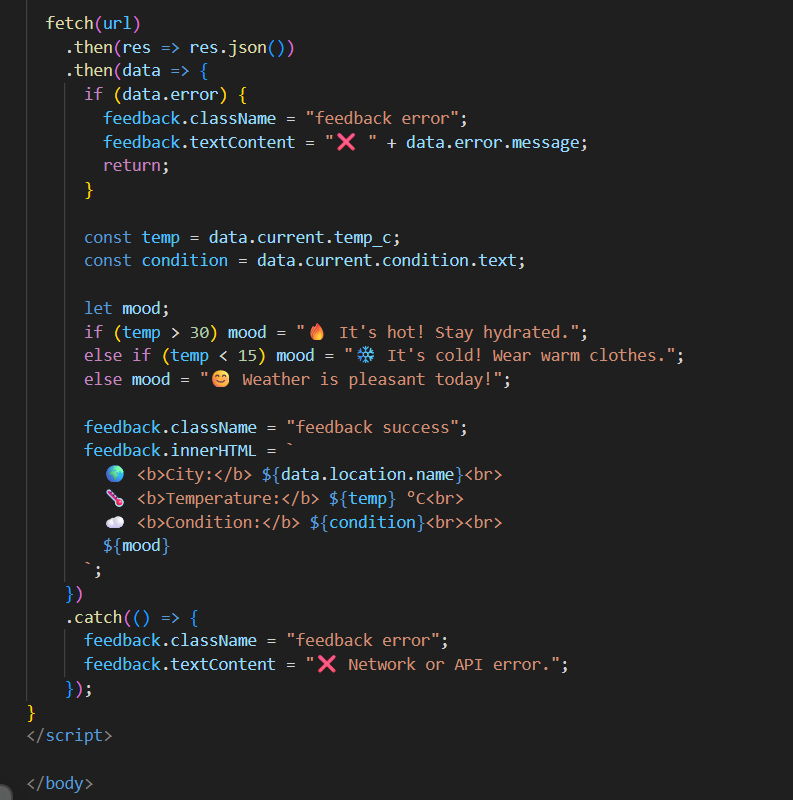 fetch(url)
.then(res => res.json())
.then(data => {
if (data.error) {
feedback.className = "feedback error";
feedback.textContent = "❌ " + data.error.message;
return;
}
const temp = data.current.temp_c;
const condition = data.current.condition.text;
let mood;
if (temp > 30) mood = "🔥 It's hot! Stay hydrated.";
else if (temp < 15) mood = "❄️ It's cold! Wear warm clothes.";
else mood = "😊 Weather is pleasant today!";
feedback.className = "feedback success";
feedback.innerHTML = `
🌍 <b>City:</b> ${data.location.name}<br>
🌡️ <b>Temperature:</b> ${temp} °C<br>
☁️ <b>Condition:</b> ${condition}<br><br>
${mood}
`;
})
.catch(() => {
feedback.className = "feedback error";
feedback.textContent = "❌ Network or API error.";
});
}
</script>
</body>